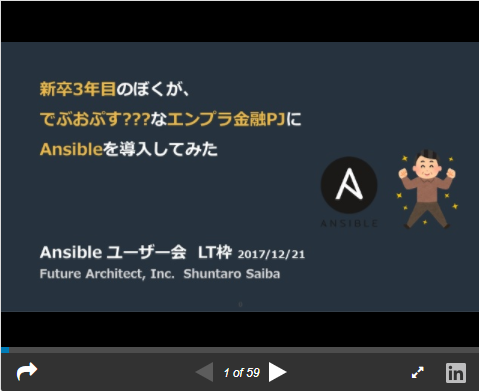 新卒3年目のぼくが、
でぶおぷす???なエンプラ金融PJに
Ansibleを導入してみた
ANSIBLE
Ansible ユーザー会 LT枠 2017/12/21
Future Architect, Inc. Shuntaro Saiba
1 of 59
in